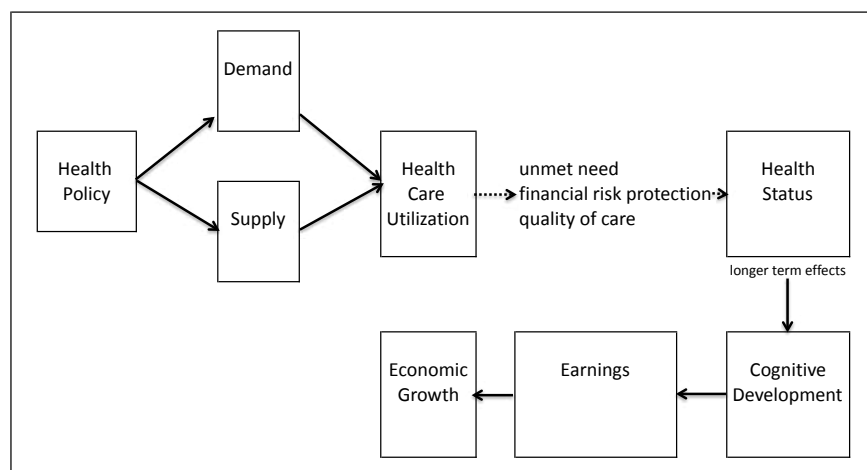 Demand
Health
Policy
Supply
Health
Care
Utilization
unmet need
financial risk protection
quality of care
Health
Status
longer term effects
Economic
Growth
Earnings
Cognitive
Development